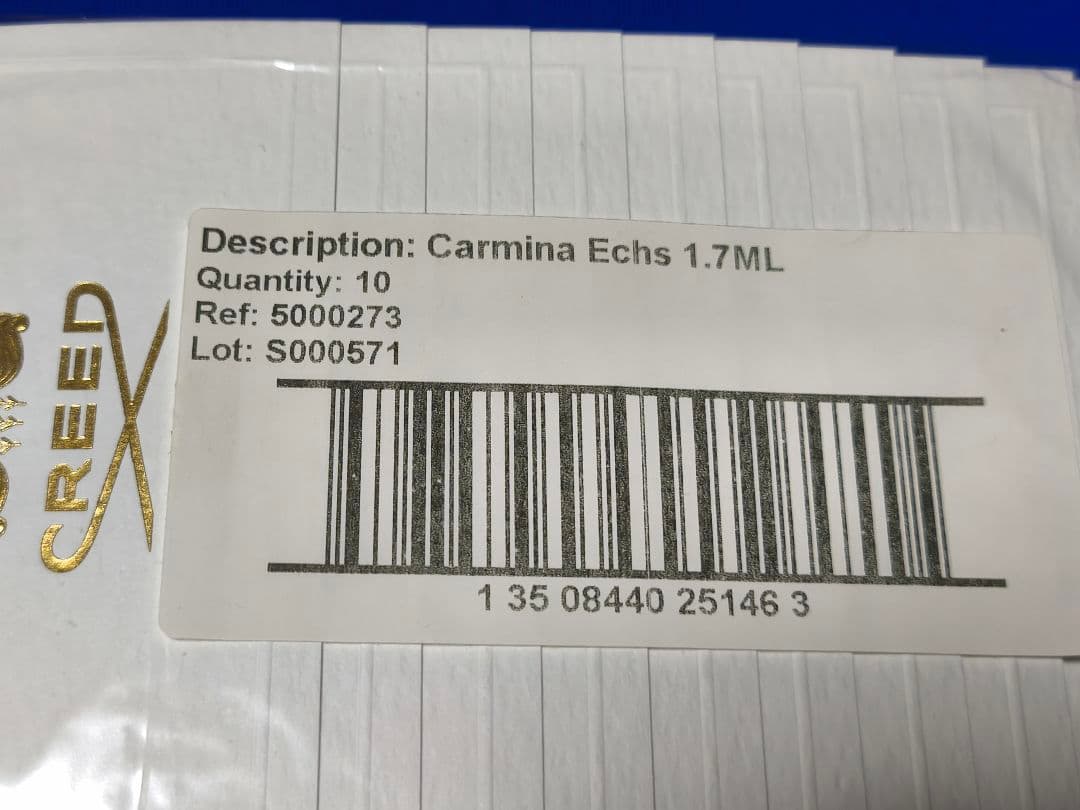 CREED
Description: Carmina Echs 1.7ML
Quantity: 10
Ref: 5000273
Lot: S000571
1 35 08440 25146 3